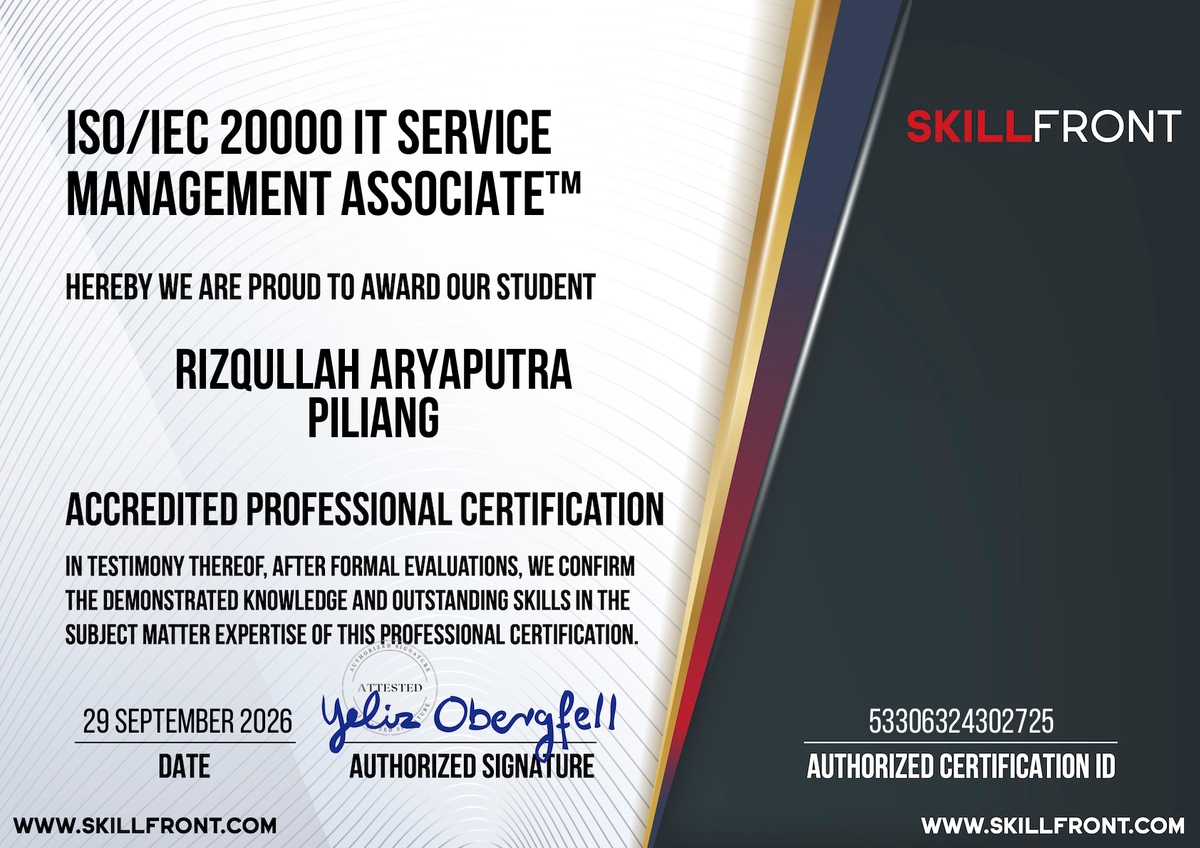 SKILLFRONT
ISO/IEC 20000 IT SERVICE
MANAGEMENT ASSOCIATE™
HEREBY WE ARE PROUD TO AWARD OUR STUDENT
RIZQULLAH ARYAPUTRA
PILIANG
ACCREDITED PROFESSIONAL CERTIFICATION
IN TESTIMONY THEREOF, AFTER FORMAL EVALUATIONS, WE CONFIRM
THE DEMONSTRATED KNOWLEDGE AND OUTSTANDING SKILLS IN THE
SUBJECT MATTER EXPERTISE OF THIS PROFESSIONAL CERTIFICATION.
AUTHORIZED SIGNATURE
ATTESTED
29 SEPTEMBER 2026
Yeliz Obergfell
53306324302725
DATE
AUTHORIZED SIGNATURE
AUTHORIZED CERTIFICATION ID
WWW.SKILLFRONT.COM
WWW.SKILLFRONT.COM